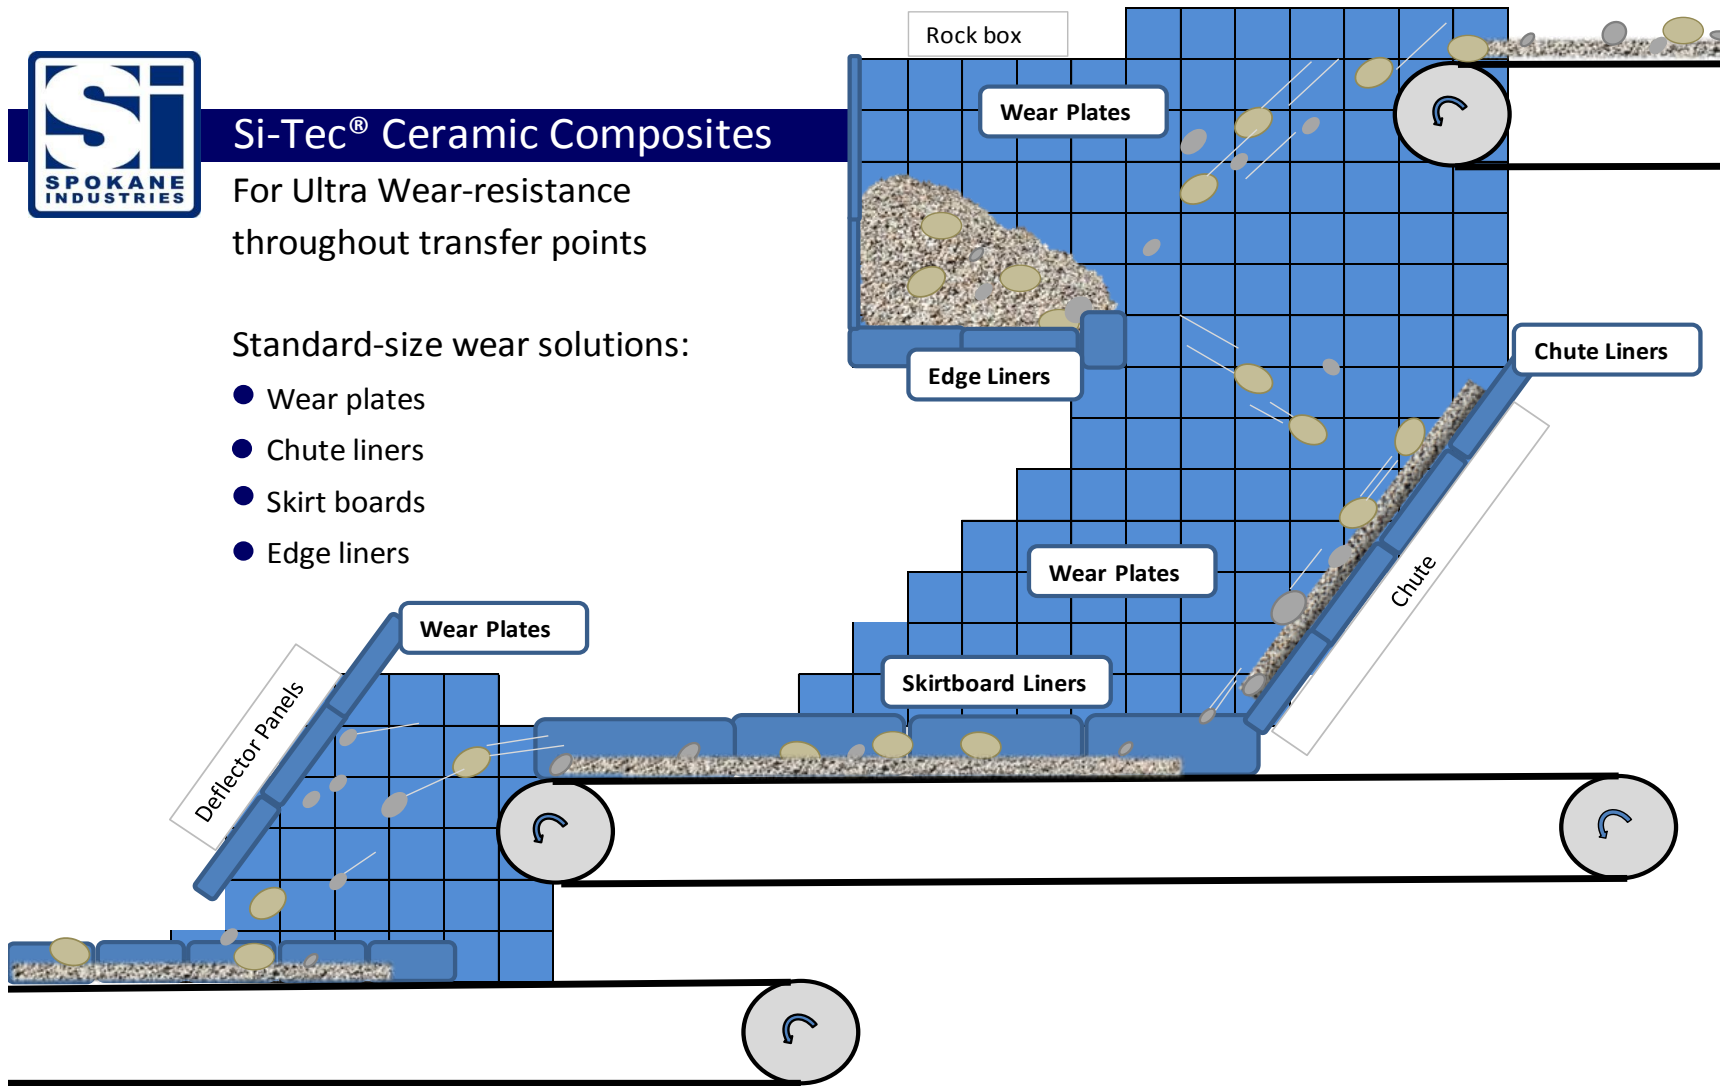 Si
SPOKANE
INDUSTRIES
Si-Tec® Ceramic Composites
For Ultra Wear-resistance
throughout transfer points
Standard-size wear solutions:
Wear plates
Chute liners
Skirt boards
Edge liners
Rock box
Wear Plates
Edge Liners
Chute Liners
Chute
Wear Plates
Skirtboard Liners
Wear Plates
Deflector Panels